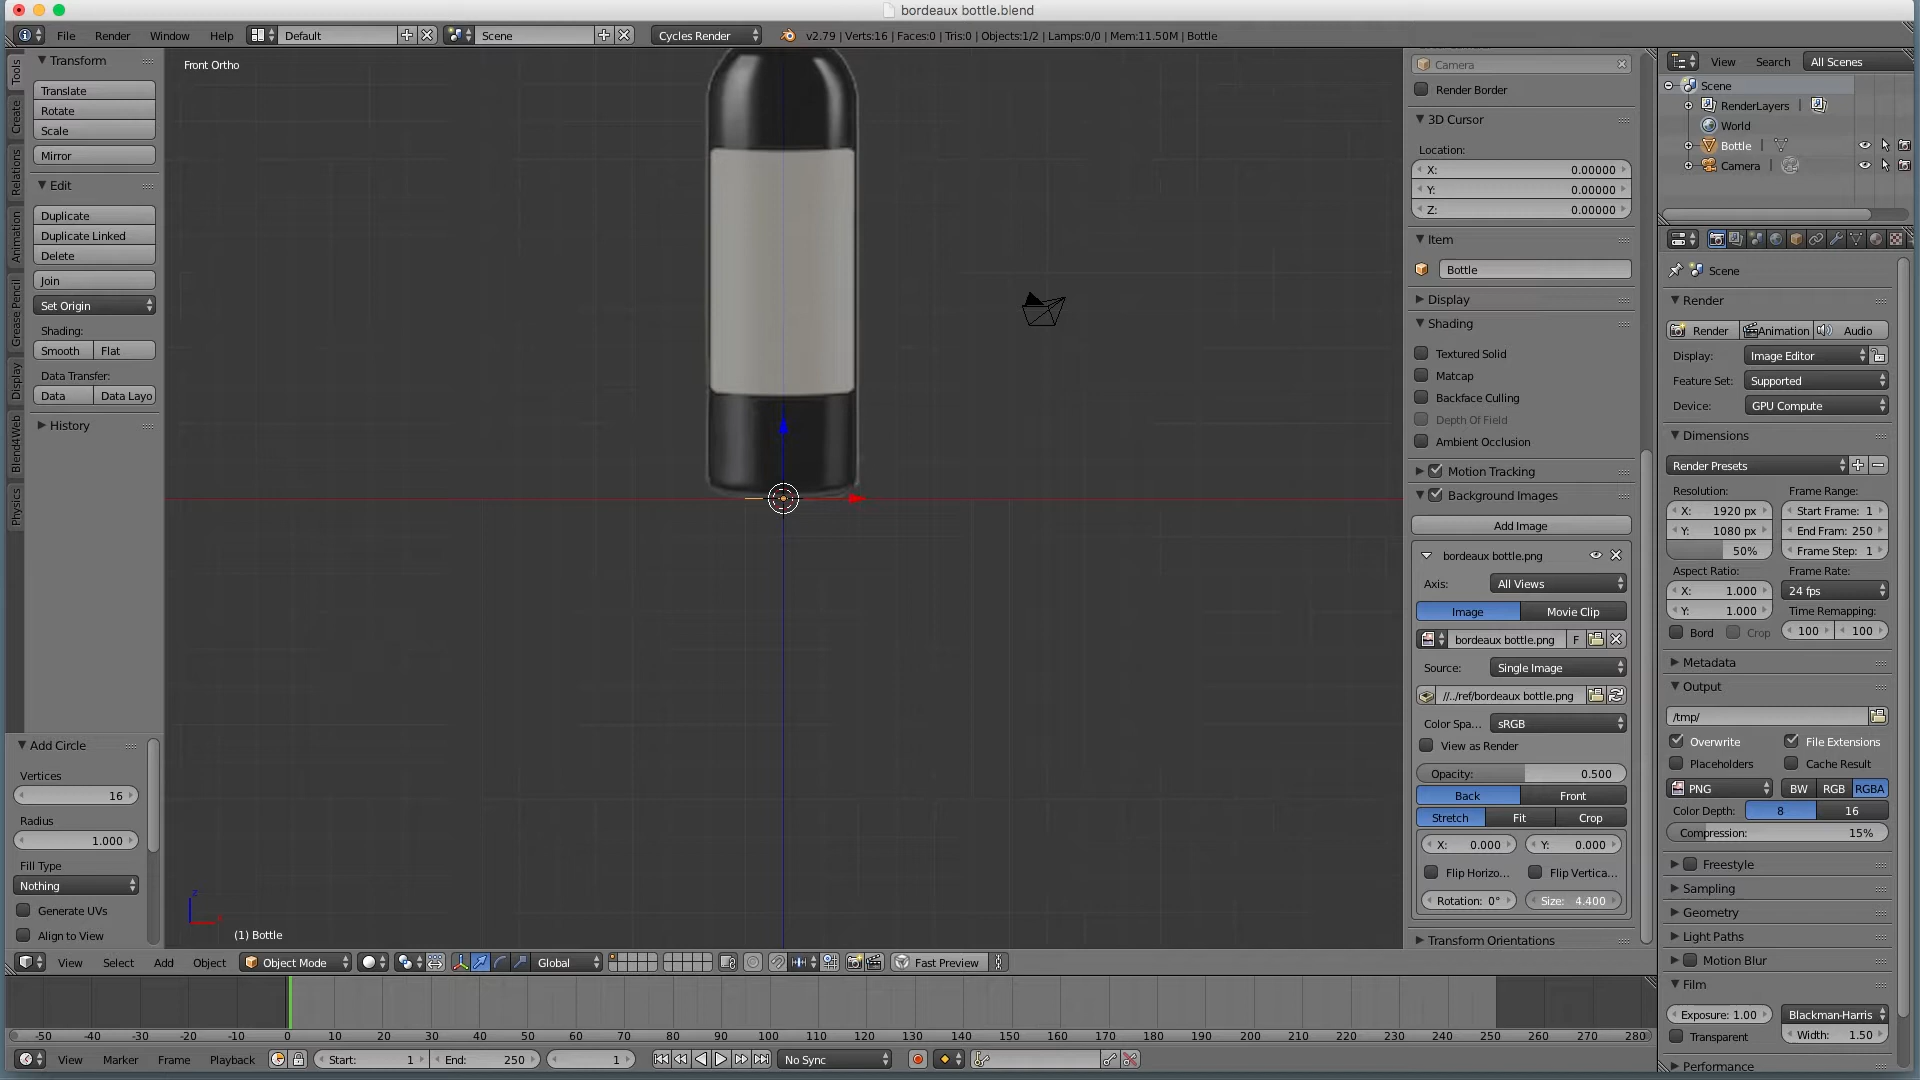 bordeaux bottle.blend
File Render Window Help Default Scene Cycles Render v2.79 | Verts:16 | Faces:0 | Tris:0 | Objects:1/2 | Lamps:0/0 | Mem:11.50M | Bottle
Tools
Create
Relations
Animation
Grease Pencil
Display
Blend4Web
Physics
Transform
Translate
Rotate
Scale
Mirror
Edit
Duplicate
Duplicate Linked
Delete
Join
Set Origin
Shading:
Smooth Flat
Data Transfer:
Data Data Layo
History
Add Circle
Vertices
16
Radius
1.000
Fill Type
Nothing
Generate UVs
Align to View
Front Ortho
z
(1) Bottle
Camera
Render Border
3D Cursor
Location:
X: 0.00000
Y: 0.00000
Z: 0.00000
Item
Bottle
Display
Shading
Textured Solid
Matcap
Backface Culling
Depth Of Field
Ambient Occlusion
Motion Tracking
Background Images
Add Image
bordeaux bottle.png
Axis: All Views
Image Movie Clip
bordeaux bottle.png F
Source: Single Image
//../ref/bordeaux bottle.png
Color Spa... sRGB
View as Render
Opacity: 0.500
Back Front
Stretch Fit Crop
X: 0.000 Y: 0.000
Flip Horizo... Flip Vertica...
Rotation: 0° Size: 4.400
Transform Orientations
View Search All Scenes
Scene
RenderLayers
World
Bottle
Camera
Scene
Render
Render Animation Audio
Display: Image Editor
Feature Set: Supported
Device: GPU Compute
Dimensions
Render Presets
Resolution: Frame Range:
X: 1920 px Start Frame: 1
Y: 1080 px End Fram: 250
50% Frame Step: 1
Aspect Ratio: Frame Rate:
X: 1.000 24 fps
Y: 1.000 Time Remapping:
Bord Crop 100 100
Metadata
Output
/tmp/
Overwrite File Extensions
Placeholders Cache Result
PNG BW RGB RGBA
Color Depth: 8 16
Compression: 15%
Freestyle
Sampling
Geometry
Light Paths
Motion Blur
Film
Exposure: 1.00 Blackman-Harris
Transparent Width: 1.50
Performance
View Select Add Object Object Mode Global Fast Preview
-50 -40 -30 -20 -10 0 10 20 30 40 50 60 70 80 90 100 110 120 130 140 150 160 170 180 190 200 210 220 230 240 250 260 270 280
View Marker Frame Playback Start: 1 End: 250 1 No Sync